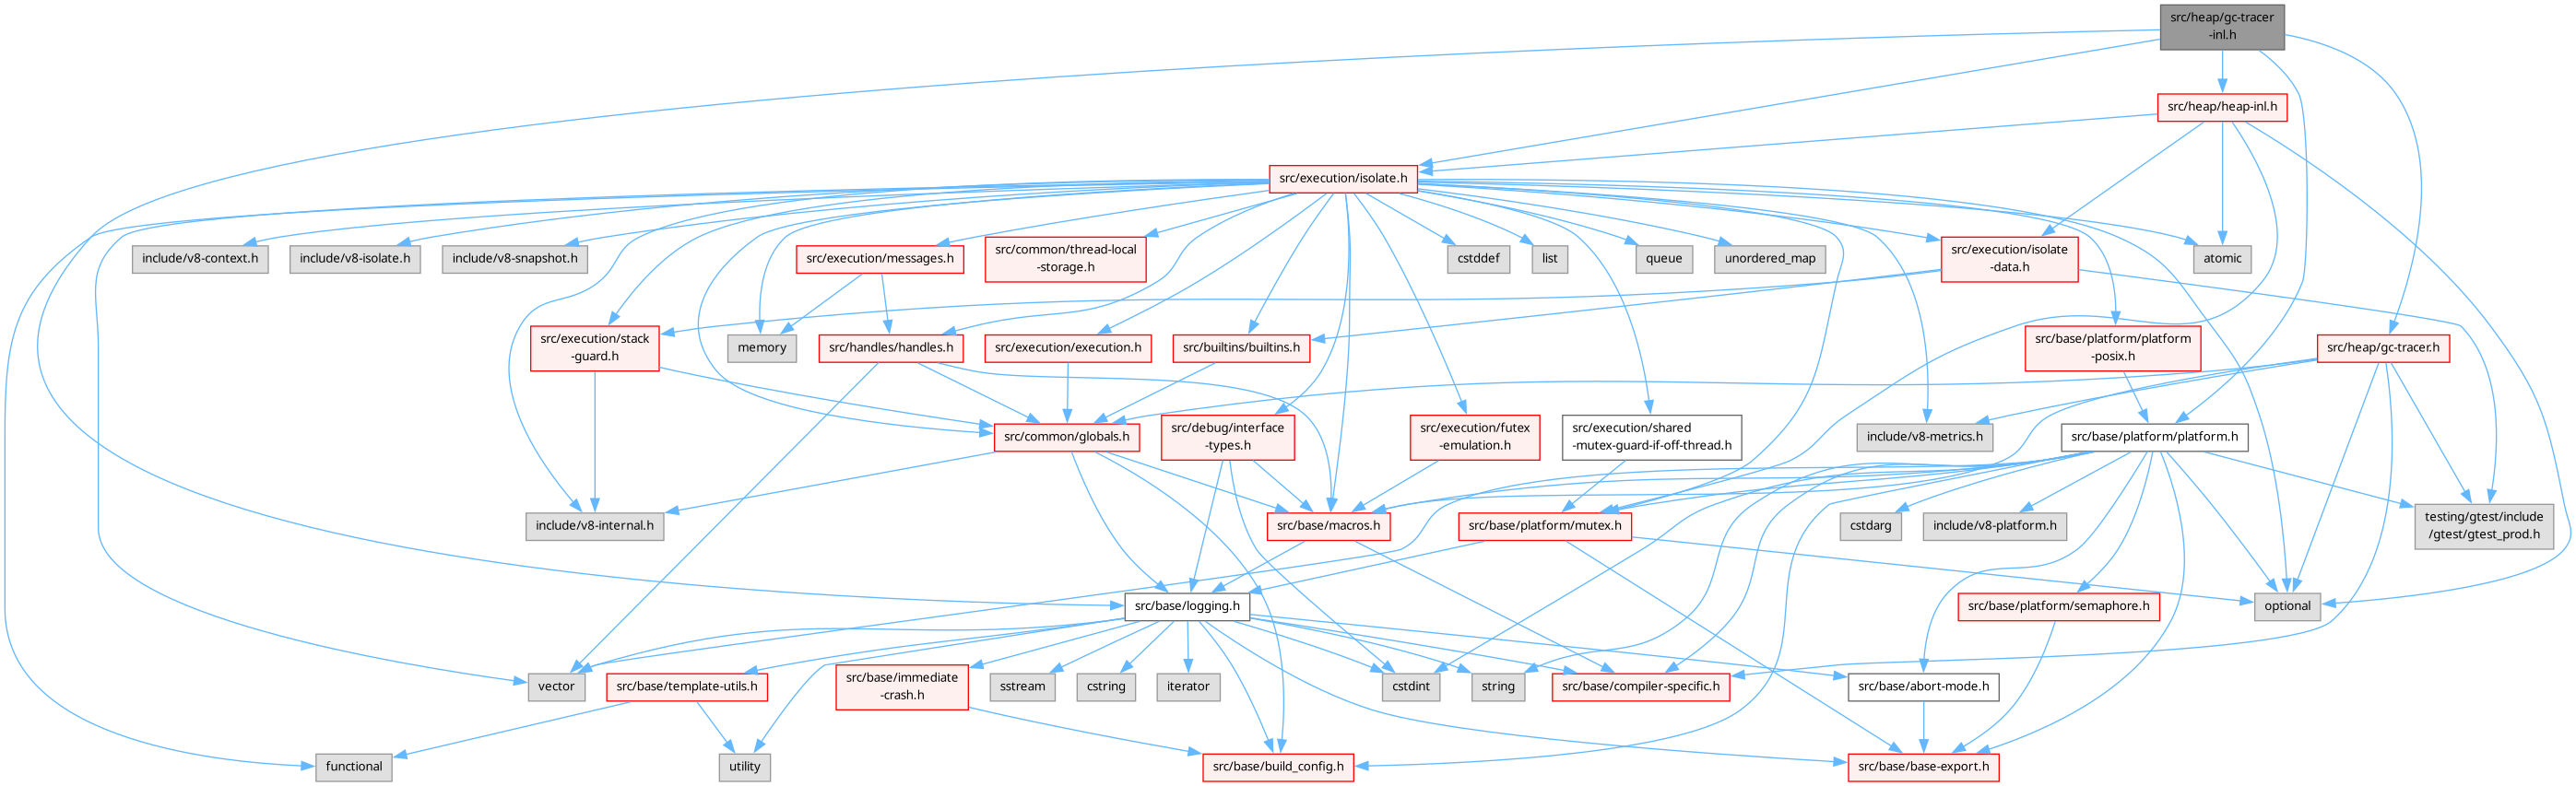 src/heap/gc-tracer
-inl.h
src/heap/heap-inl.h
src/execution/isolate.h
include/v8-context.h
include/v8-isolate.h
include/v8-snapshot.h
src/execution/messages.h
src/common/thread-local
-storage.h
cstddef
list
queue
unordered_map
src/execution/isolate
-data.h
atomic
src/execution/stack
-guard.h
memory
src/handles/handles.h
src/execution/execution.h
src/builtins/builtins.h
src/base/platform/platform
-posix.h
src/heap/gc-tracer.h
src/common/globals.h
src/debug/interface
-types.h
src/execution/futex
-emulation.h
src/execution/shared
-mutex-guard-if-off-thread.h
include/v8-metrics.h
src/base/platform/platform.h
include/v8-internal.h
src/base/macros.h
src/base/platform/mutex.h
cstdarg
include/v8-platform.h
testing/gtest/include
/gtest/gtest_prod.h
src/base/logging.h
src/base/platform/semaphore.h
optional
vector
src/base/template-utils.h
src/base/immediate
-crash.h
sstream
cstring
iterator
cstdint
string
src/base/compiler-specific.h
src/base/abort-mode.h
functional
utility
src/base/build_config.h
src/base/base-export.h